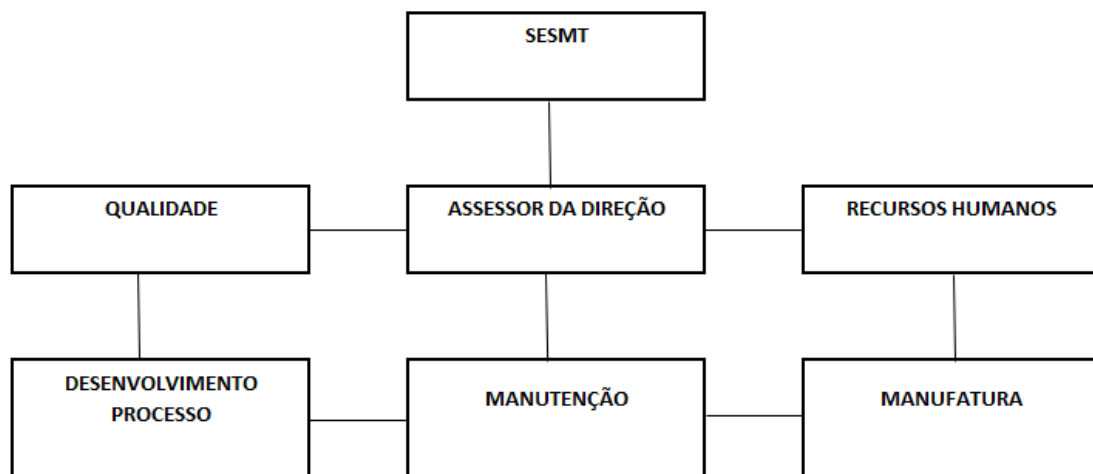 SESMT
QUALIDADE
ASSESSOR DA DIREÇÃO
RECURSOS HUMANOS
DESENVOLVIMENTO
PROCESSO
MANUTENÇÃO
MANUFATURA